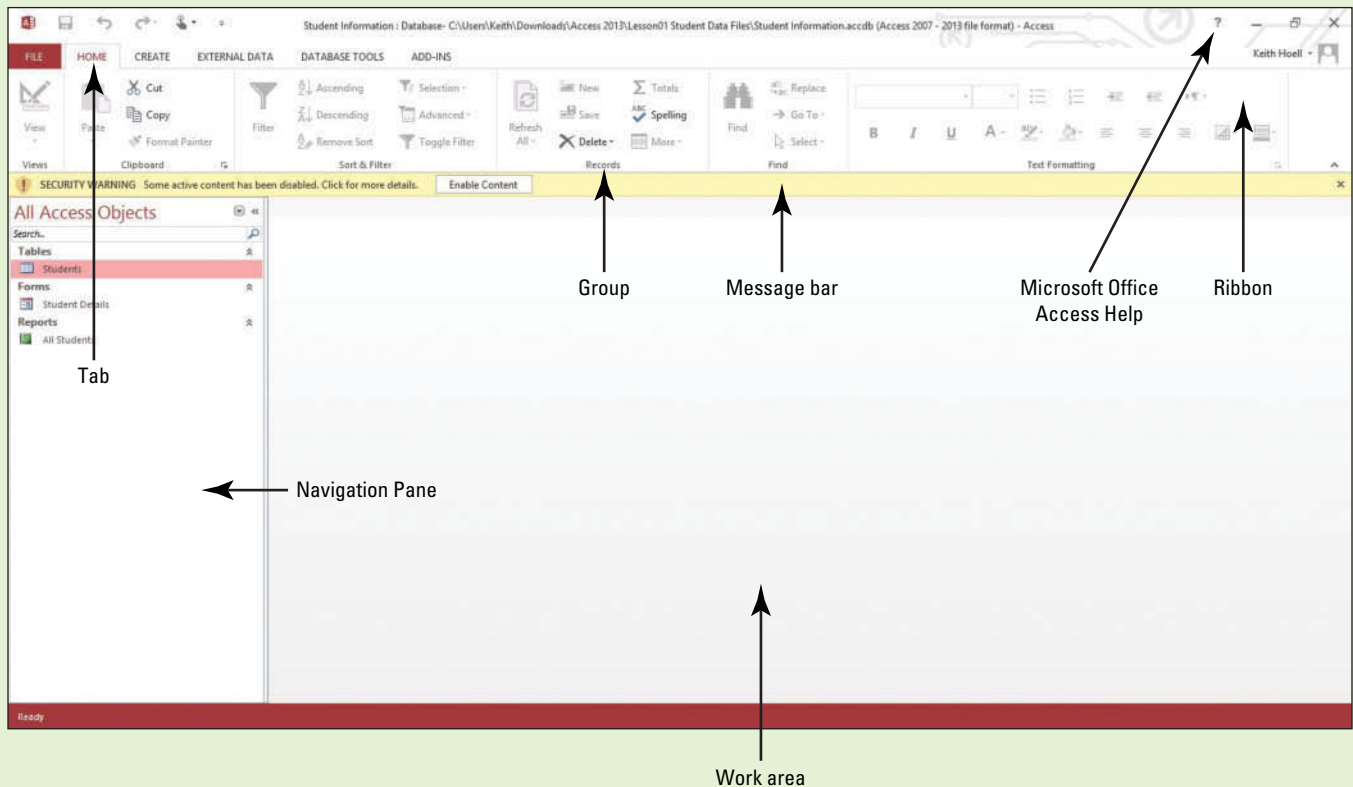 Student Information : Database- C:\Users\Keith\Downloads\Access 2013\Lesson01 Student Data Files\Student Information.accdb (Access 2007 - 2013 file format) - Access
?
FILE HOME CREATE EXTERNAL DATA DATABASE TOOLS ADD-INS Keith Hoell
View
Views
Paste
Cut
Copy
Format Painter
Clipboard
Filter
Ascending
Descending
Remove Sort
Selection
Advanced
Toggle Filter
Sort & Filter
Refresh
All
New
Save
Delete
Totals
Spelling
More
Records
Find
Replace
Go To
Select
Find
B I U A
Text Formatting
SECURITY WARNING Some active content has been disabled. Click for more details. Enable Content
All Access Objects
Search..
Tables
Students
Forms
Student Details
Reports
All Students
Ready
Group
Message bar
Microsoft Office
Access Help
Ribbon
Tab
Navigation Pane
Work area